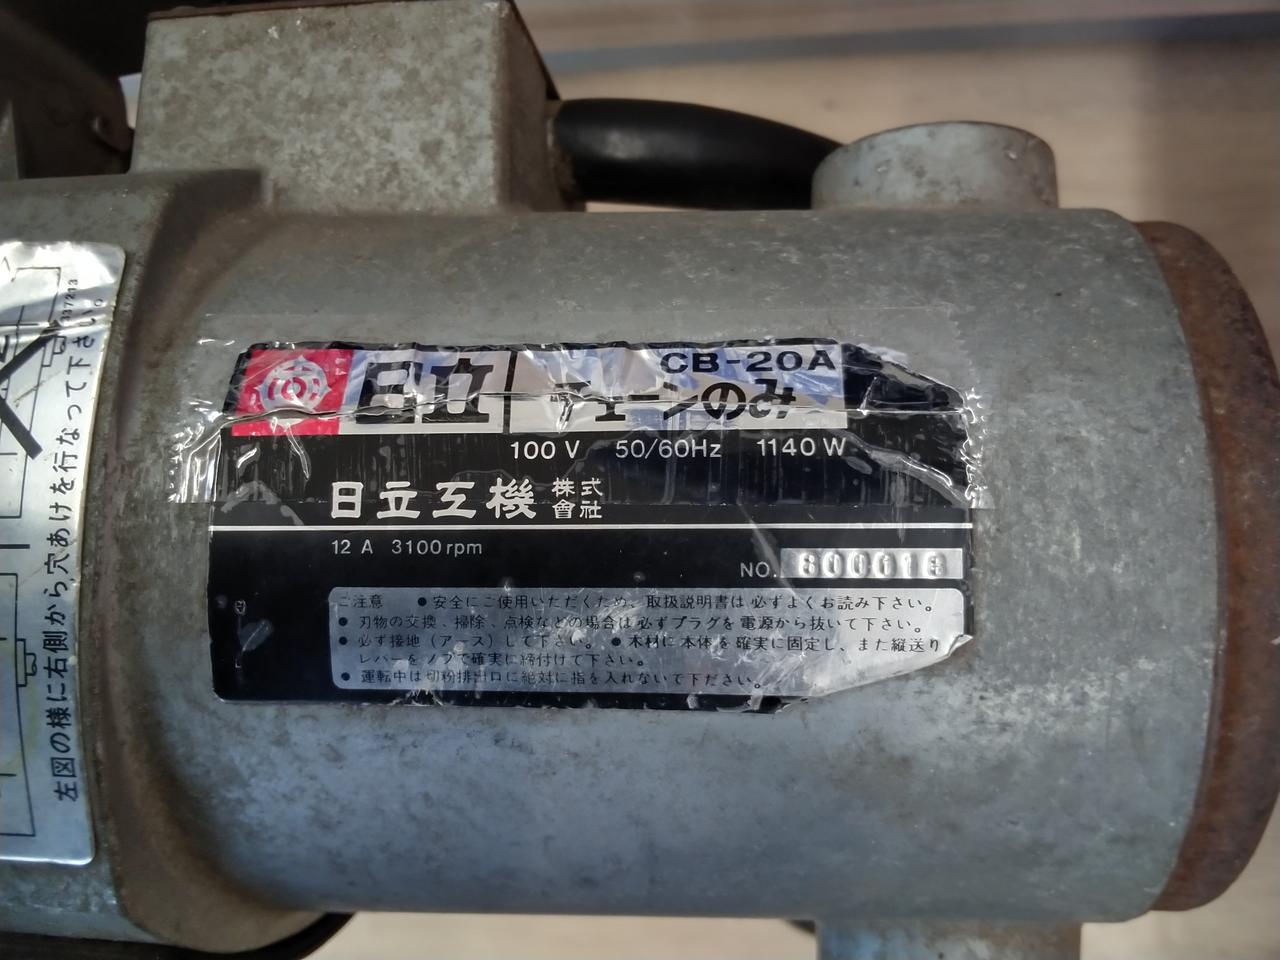 CB-20A
日立 チェーンのみ
100 V 50/60Hz 1140 W
日立工機 株式會社
12 A 3100rpm
NO.
ご注意 ●安全にご使用いただくため、取扱説明書は必ずよくお読み下さい。
●刃物の交換、掃除、点検などの場合は必ずプラグを電源から抜いて下さい。
●必ず接地（アース）して下さい。●木材に本体を確実に固定し、また縦送り
レバーをノブで確実に締付けて下さい。
●運転中は切粉排出口に絶対に指を入れないで下さい。
左図の様に右側から穴あけを行なって下さい。